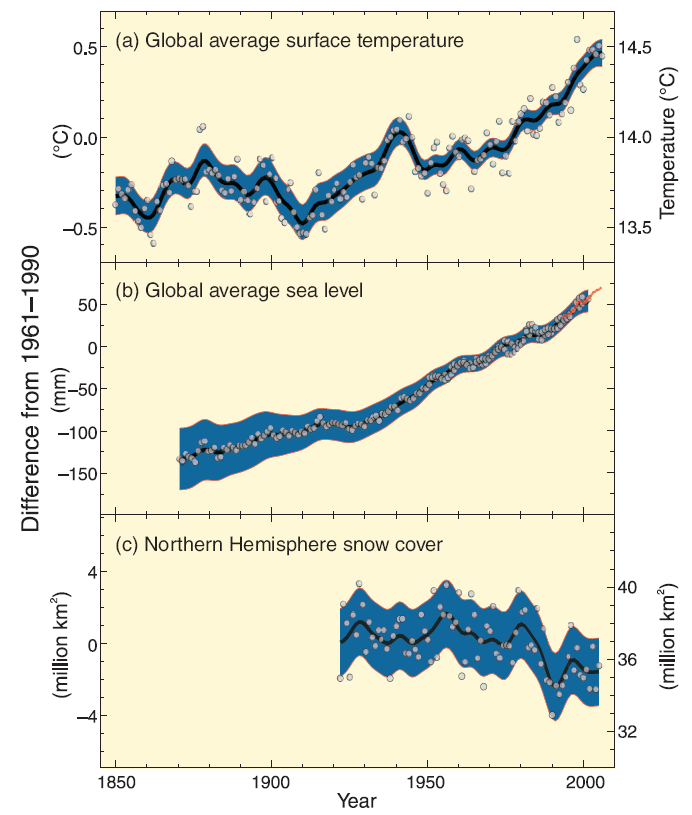 (a) Global average surface temperature
0.5
0.0
−0.5
(°C)
14.5
14.0
13.5
Temperature (°C)
Difference from 1961–1990
(b) Global average sea level
50
0
−50
−100
−150
(mm)
(c) Northern Hemisphere snow cover
4
0
−4
(million km²)
40
36
32
(million km²)
1850
1900
1950
2000
Year